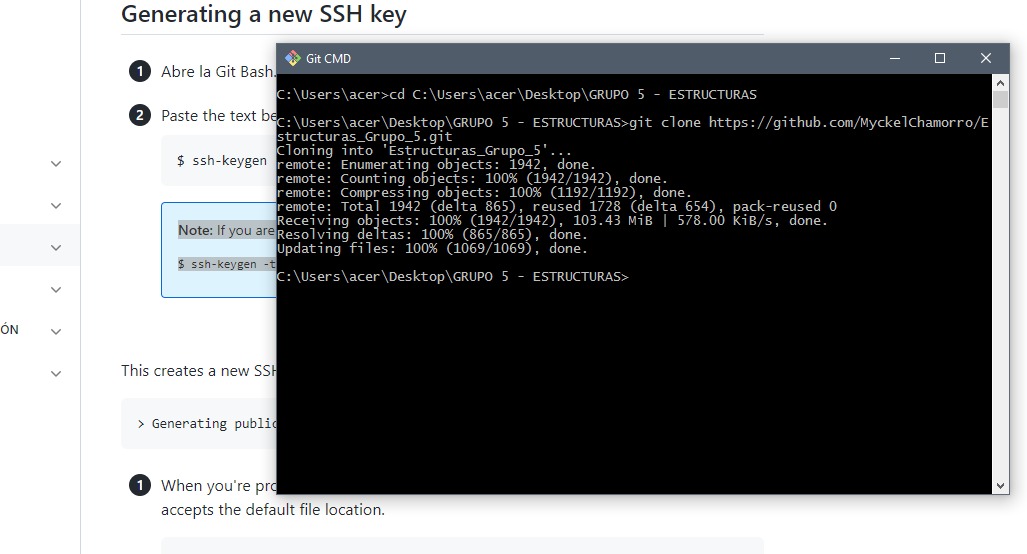 Generating a new SSH key
1 Abre la Git Bash.
2 Paste the text be
$ ssh-keygen
Note: If you are
$ ssh-keygen -t
ÓN
This creates a new SSH
> Generating public
1 When you're pro
accepts the default file location.
Git CMD
C:\Users\acer>cd C:\Users\acer\Desktop\GRUPO 5 - ESTRUCTURAS
C:\Users\acer\Desktop\GRUPO 5 - ESTRUCTURAS>git clone https://github.com/MyckelChamorro/E
structuras_Grupo_5.git
Cloning into 'Estructuras_Grupo_5'...
remote: Enumerating objects: 1942, done.
remote: Counting objects: 100% (1942/1942), done.
remote: Compressing objects: 100% (1192/1192), done.
remote: Total 1942 (delta 865), reused 1728 (delta 654), pack-reused 0
Receiving objects: 100% (1942/1942), 103.43 MiB | 578.00 KiB/s, done.
Resolving deltas: 100% (865/865), done.
Updating files: 100% (1069/1069), done.
C:\Users\acer\Desktop\GRUPO 5 - ESTRUCTURAS>